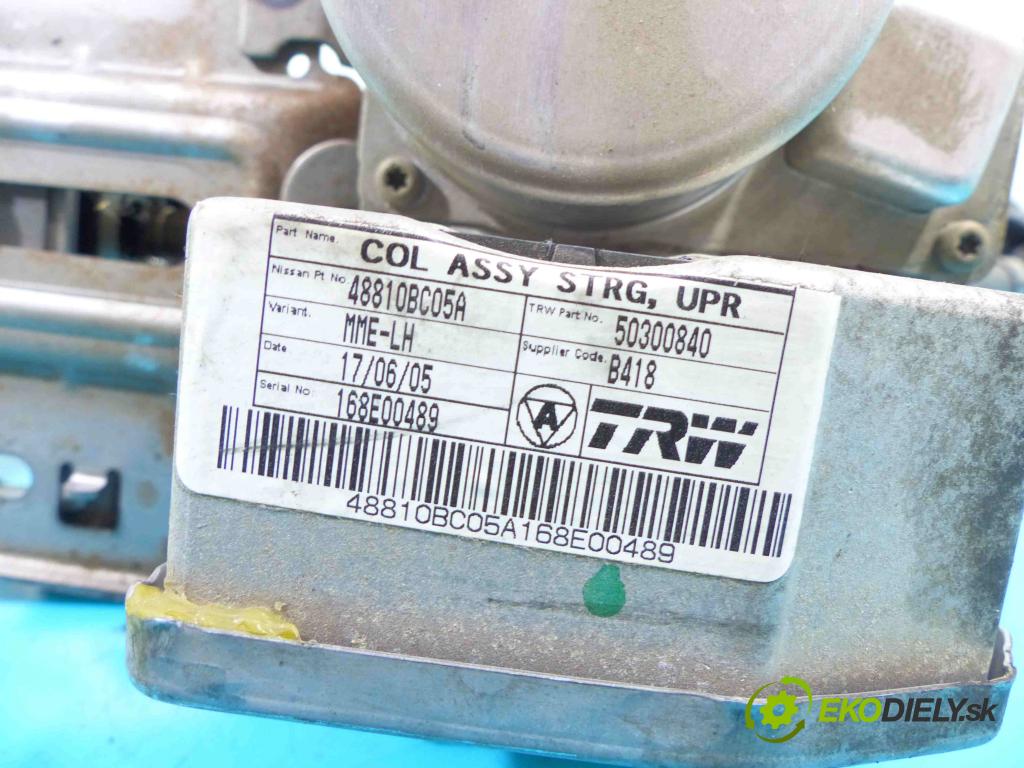 Part Name. COL ASSY STRG, UPR
Nissan Pt No. 48810BC05A
TRW Part No. 50300840
Variant. MME-LH
Supplier Code. B418
Date 17/06/05
Serial No. 168E00489
A TRW
48810BC05A168E00489
EKODIELY.sk